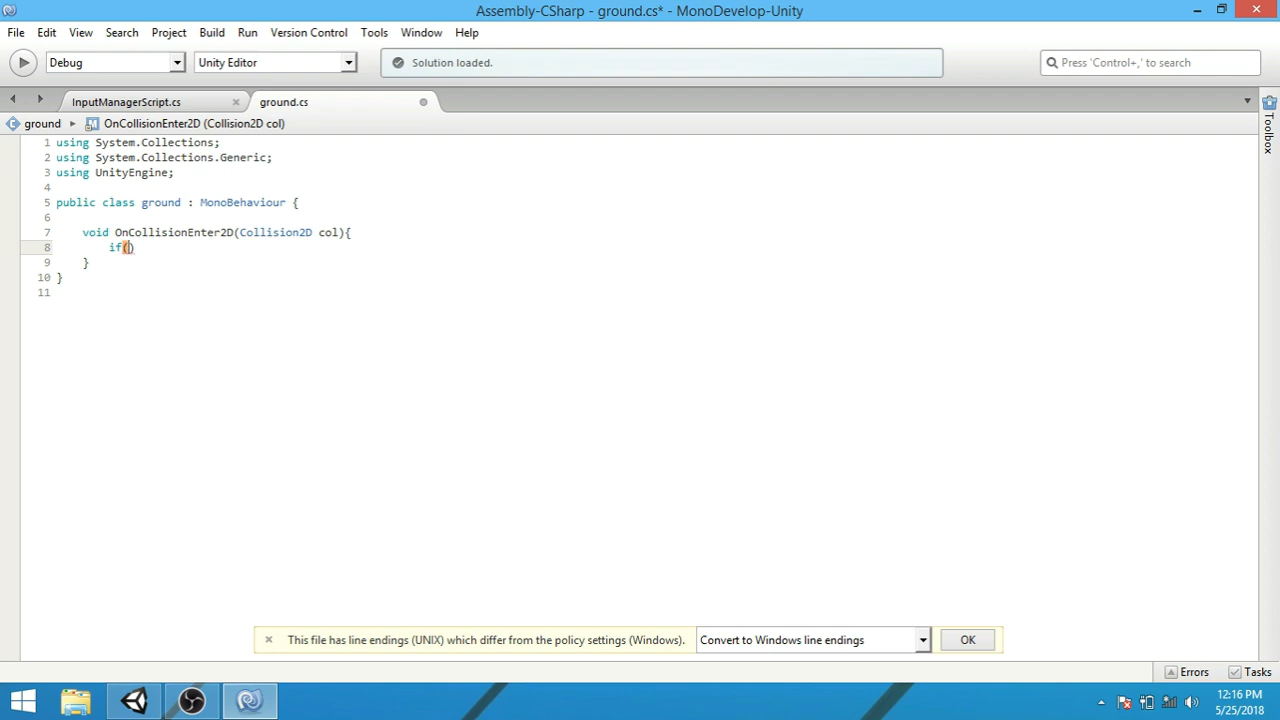 Assembly-CSharp - ground.cs* - MonoDevelop-Unity
File Edit View Search Project Build Run Version Control Tools Window Help
Debug Unity Editor Solution loaded. Press 'Control+,' to search
InputManagerScript.cs ground.cs
ground OnCollisionEnter2D (Collision2D col)
Toolbox
1 using System.Collections;
2 using System.Collections.Generic;
3 using UnityEngine;
4
5 public class ground : MonoBehaviour {
6
7 void OnCollisionEnter2D(Collision2D col){
8 if()
9 }
10 }
11
This file has line endings (UNIX) which differ from the policy settings (Windows). Convert to Windows line endings OK
Errors Tasks
12:16 PM
5/25/2018